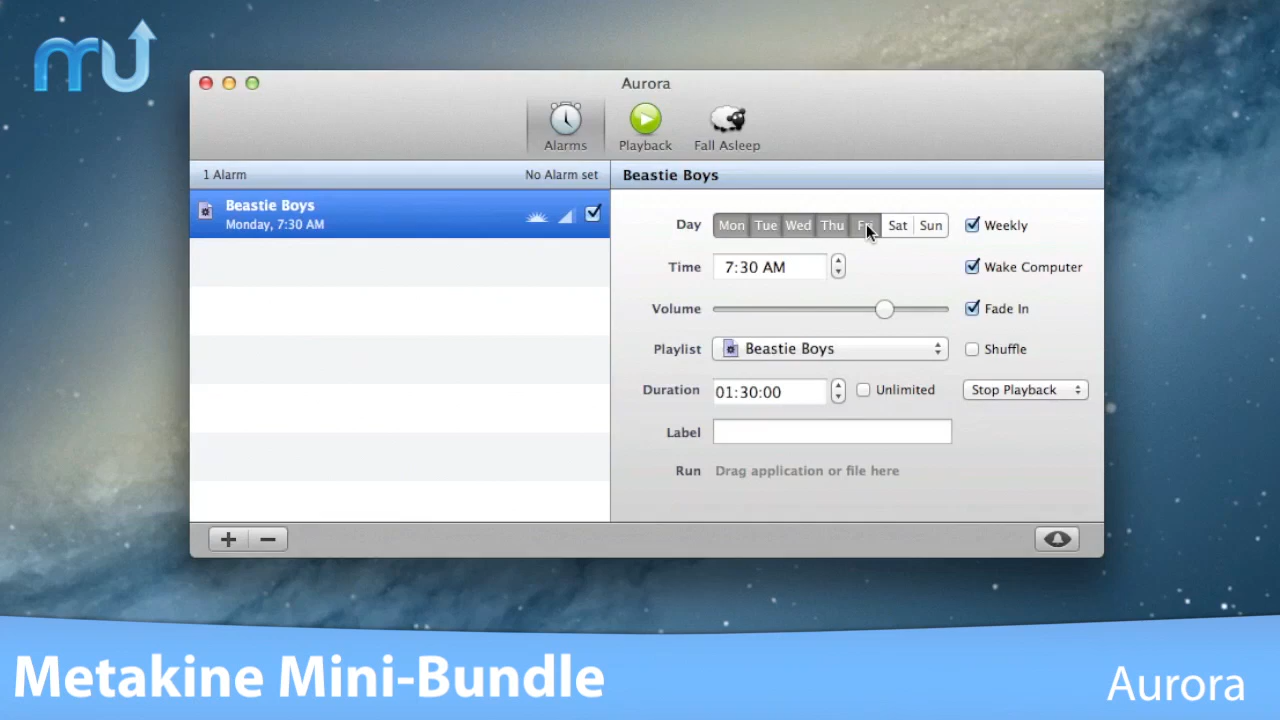 mu
Aurora
Alarms Playback Fall Asleep
1 Alarm No Alarm set Beastie Boys
Beastie Boys
Monday, 7:30 AM
Day Mon Tue Wed Thu Fri Sat Sun Weekly
Time 7:30 AM Wake Computer
Volume Fade In
Playlist Beastie Boys Shuffle
Duration 01:30:00 Unlimited Stop Playback
Label
Run Drag application or file here
Metakine Mini-Bundle Aurora